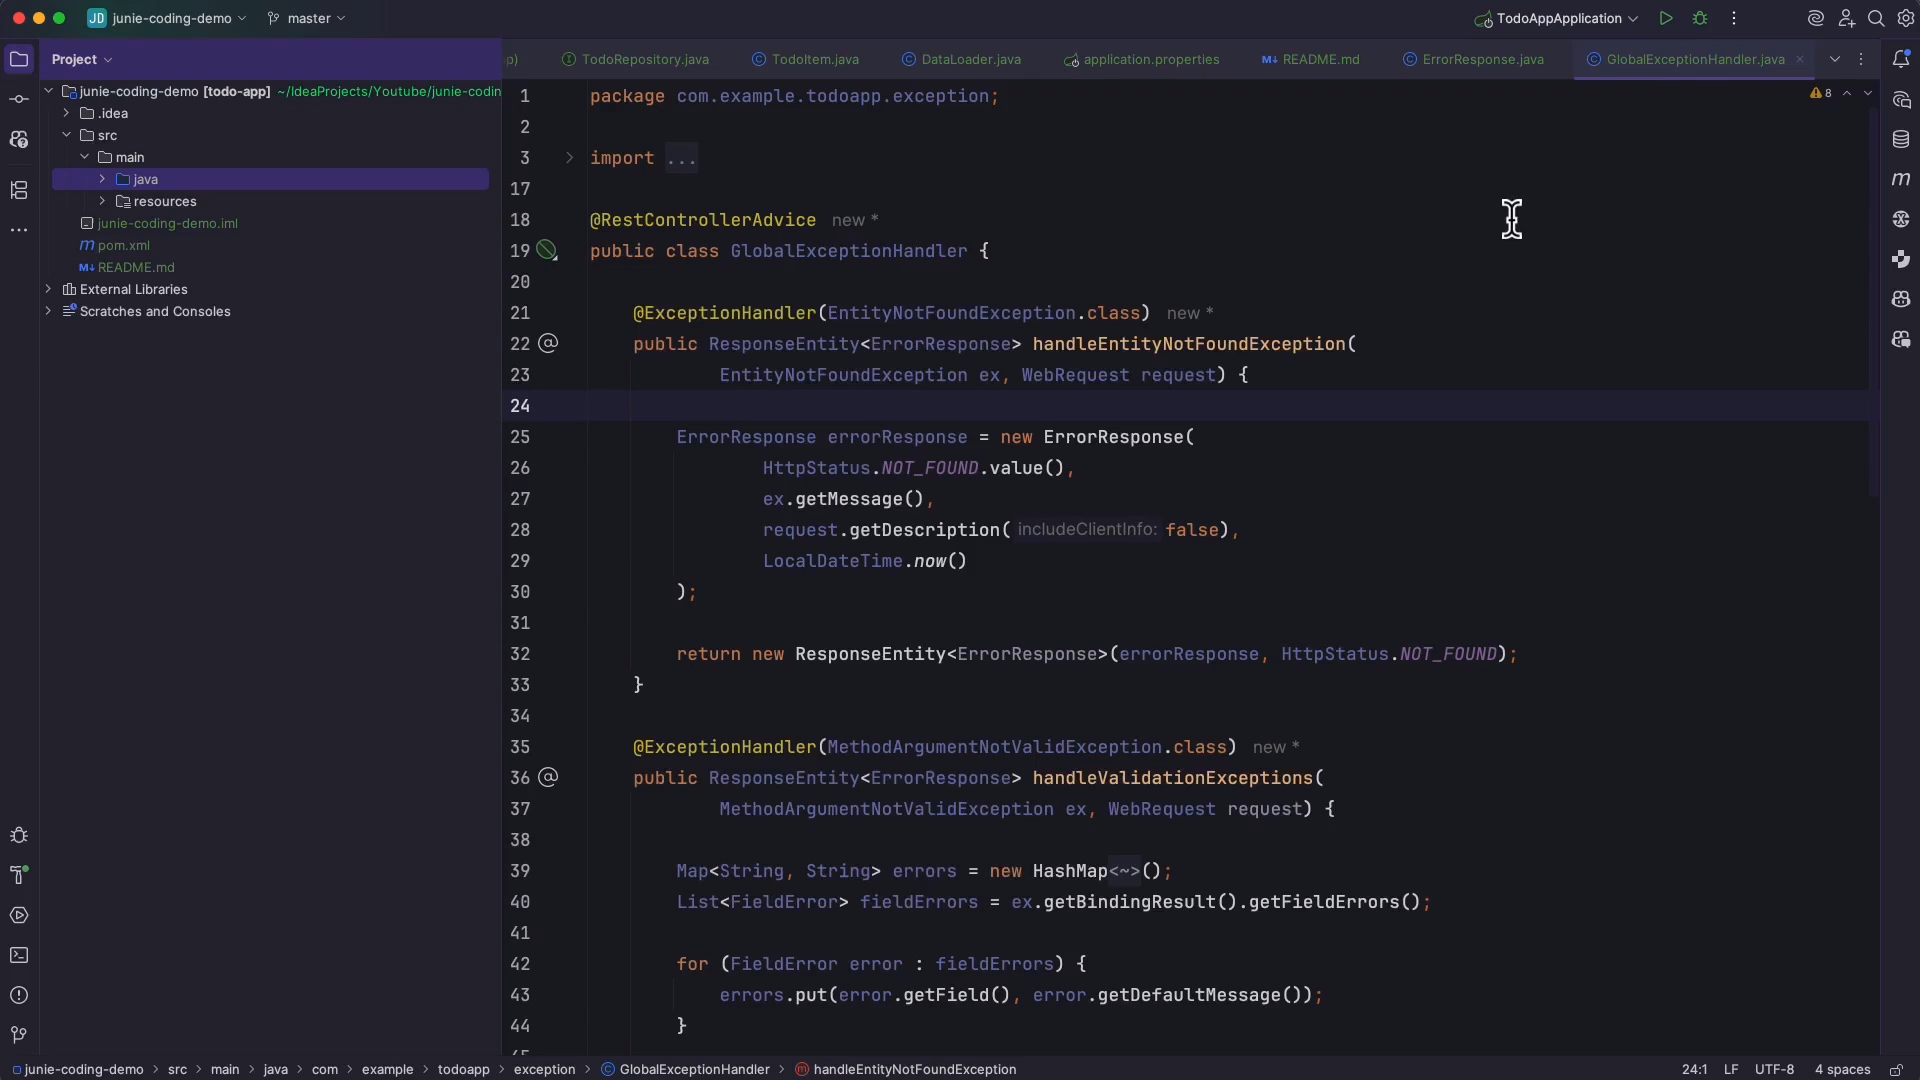 JD junie-coding-demo master TodoAppApplication
Project
junie-coding-demo [todo-app] ~/IdeaProjects/Youtube/junie-codin
.idea
src
main
java
resources
junie-coding-demo.iml
m pom.xml
M↓ README.md
External Libraries
Scratches and Consoles
p) TodoRepository.java TodoItem.java DataLoader.java application.properties M↓ README.md ErrorResponse.java GlobalExceptionHandler.java
8
1 package com.example.todoapp.exception;
2
3 import ...
17
18 @RestControllerAdvice new *
19 public class GlobalExceptionHandler {
20
21 @ExceptionHandler(EntityNotFoundException.class) new *
22 public ResponseEntity<ErrorResponse> handleEntityNotFoundException(
23 EntityNotFoundException ex, WebRequest request) {
24
25 ErrorResponse errorResponse = new ErrorResponse(
26 HttpStatus.NOT_FOUND.value(),
27 ex.getMessage(),
28 request.getDescription( includeClientInfo: false),
29 LocalDateTime.now()
30 );
31
32 return new ResponseEntity<ErrorResponse>(errorResponse, HttpStatus.NOT_FOUND);
33 }
34
35 @ExceptionHandler(MethodArgumentNotValidException.class) new *
36 public ResponseEntity<ErrorResponse> handleValidationExceptions(
37 MethodArgumentNotValidException ex, WebRequest request) {
38
39 Map<String, String> errors = new HashMap<~>();
40 List<FieldError> fieldErrors = ex.getBindingResult().getFieldErrors();
41
42 for (FieldError error : fieldErrors) {
43 errors.put(error.getField(), error.getDefaultMessage());
44 }
junie-coding-demo > src > main > java > com > example > todoapp > exception > GlobalExceptionHandler > handleEntityNotFoundException 24:1 LF UTF-8 4 spaces